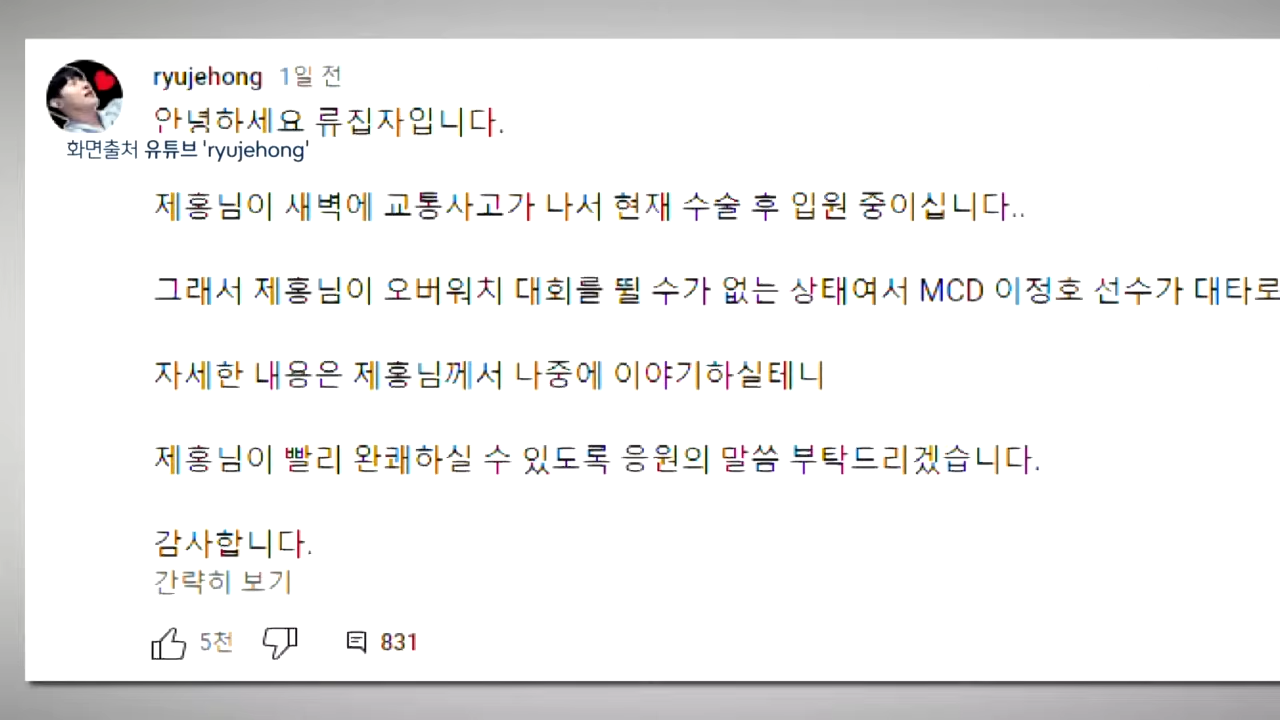 ryujehong 1일 전
안녕하세요 류집자입니다.
화면출처 유튜브 'ryujehong'
제홍님이 새벽에 교통사고가 나서 현재 수술 후 입원 중이십니다..
그래서 제홍님이 오버워치 대회를 뛸 수가 없는 상태여서 MCD 이정호 선수가 대타로
자세한 내용은 제홍님께서 나중에 이야기하실테니
제홍님이 빨리 완쾌하실 수 있도록 응원의 말씀 부탁드리겠습니다.
감사합니다.
간략히 보기
5천 831